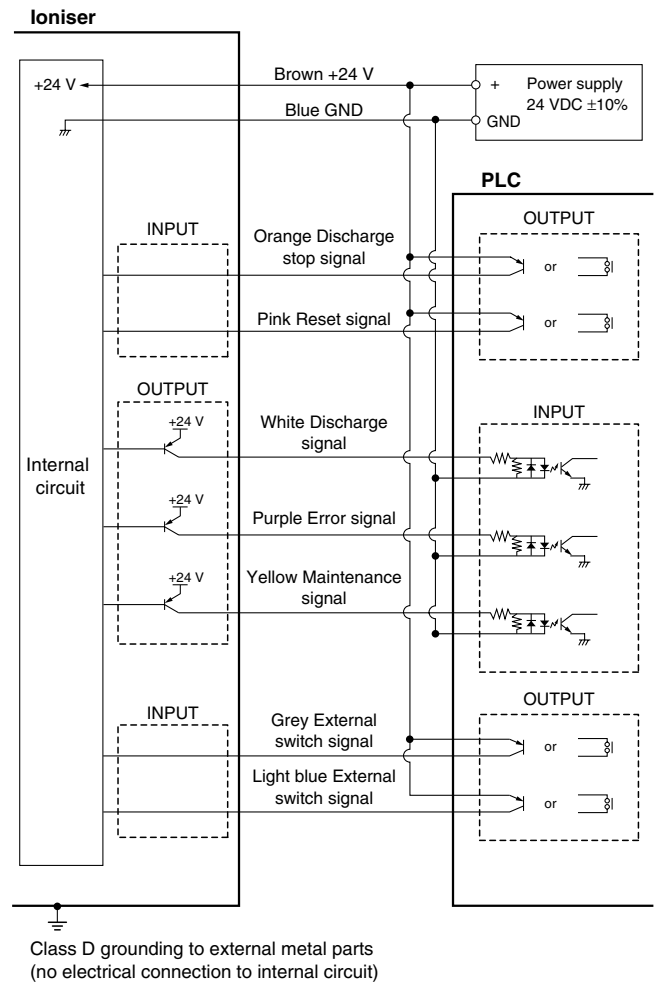 Ioniser
+24 V
Brown +24 V
+ Power supply
24 VDC ±10%
Blue GND
GND
PLC
INPUT
Orange Discharge
stop signal
OUTPUT
or
Pink Reset signal
or
OUTPUT
+24 V
White Discharge
signal
INPUT
Internal
circuit
+24 V
Purple Error signal
+24 V
Yellow Maintenance
signal
INPUT
Grey External
switch signal
OUTPUT
or
Light blue External
switch signal
or
Class D grounding to external metal parts
(no electrical connection to internal circuit)